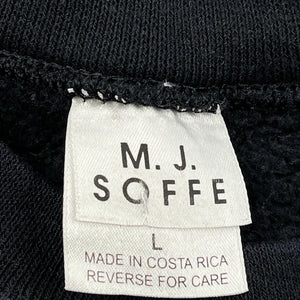 M. J.
SOFFE
L
MADE IN COSTA RICA
REVERSE FOR CARE